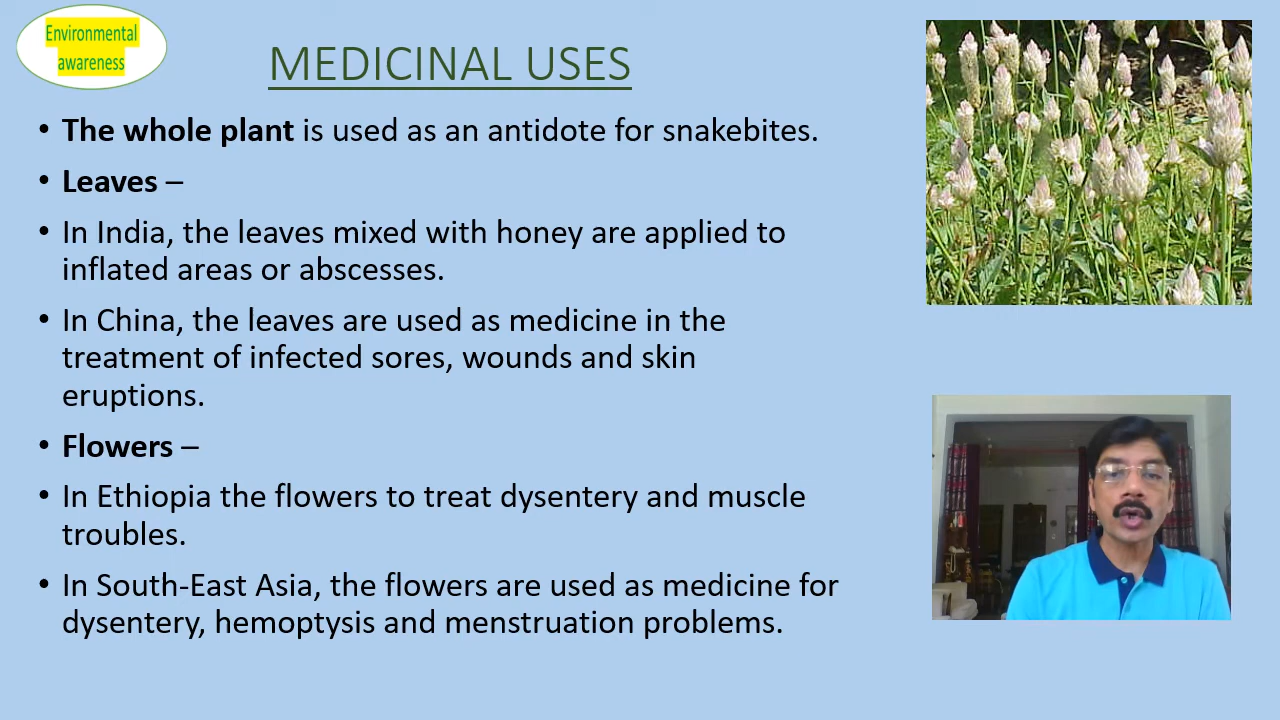 Environmental
awareness
MEDICINAL USES
• The whole plant is used as an antidote for snakebites.
• Leaves –
• In India, the leaves mixed with honey are applied to
inflated areas or abscesses.
• In China, the leaves are used as medicine in the
treatment of infected sores, wounds and skin
eruptions.
• Flowers –
• In Ethiopia the flowers to treat dysentery and muscle
troubles.
• In South-East Asia, the flowers are used as medicine for
dysentery, hemoptysis and menstruation problems.